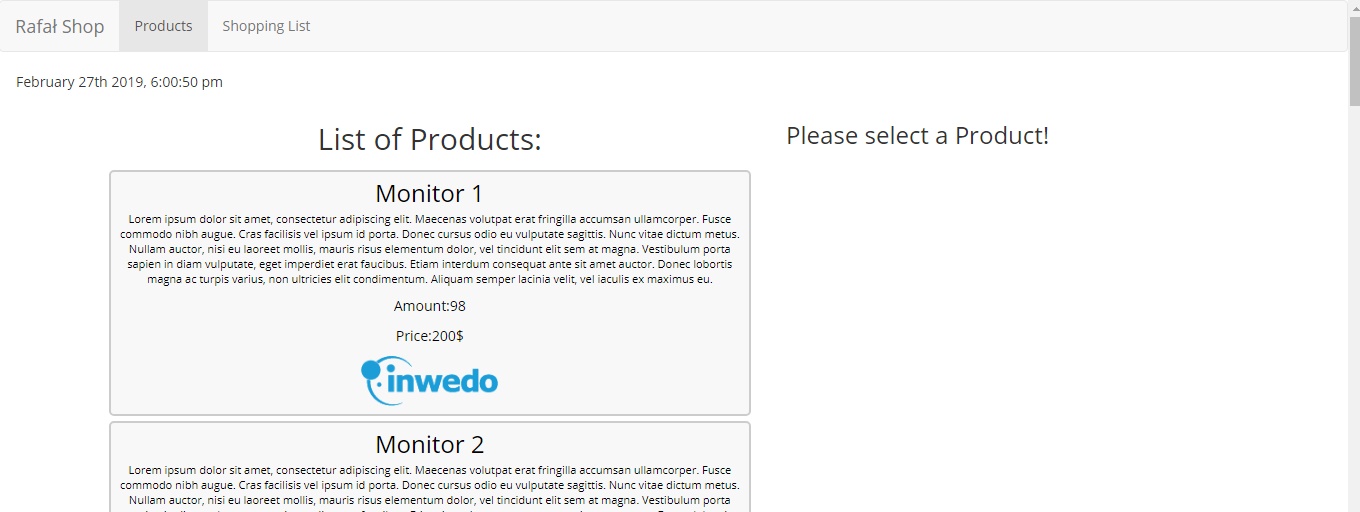 Rafał Shop
Products
Shopping List
February 27th 2019, 6:00:50 pm
List of Products:
Please select a Product!
Monitor 1
Lorem ipsum dolor sit amet, consectetur adipiscing elit. Maecenas volutpat erat fringilla accumsan ullamcorper. Fusce
commodo nibh augue. Cras facilisis vel ipsum id porta. Donec cursus odio eu vulputate sagittis. Nunc vitae dictum metus.
Nullam auctor, nisi eu laoreet mollis, mauris risus elementum dolor, vel tincidunt elit sem at magna. Vestibulum porta
sapien in diam vulputate, eget imperdiet erat faucibus. Etiam interdum consequat ante sit amet auctor. Donec lobortis
magna ac turpis varius, non ultricies elit condimentum. Aliquam semper lacinia velit, vel iaculis ex maximus eu.
Amount:98
Price:200$
inwedo
Monitor 2
Lorem ipsum dolor sit amet, consectetur adipiscing elit. Maecenas volutpat erat fringilla accumsan ullamcorper. Fusce
commodo nibh augue. Cras facilisis vel ipsum id porta. Donec cursus odio eu vulputate sagittis. Nunc vitae dictum metus.
Nullam auctor, nisi eu laoreet mollis, mauris risus elementum dolor, vel tincidunt elit sem at magna. Vestibulum porta